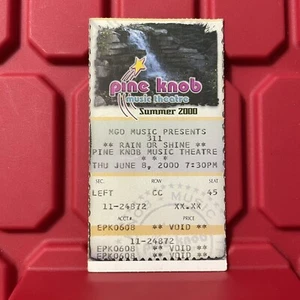 pine knob
music theatre
Summer 2000
MGO MUSIC PRESENTS
311
** RAIN OR SHINE **
PINE KNOB MUSIC THEATRE
* * *
THU JUNE 8, 2000 7:30PM
SEC ROW SEAT
LEFT CC 45
11-24872 XX.XX
ACCT# PRICE
EPK0608 ** VOID **
11-24872
EPK0608 ** VOID **
EPK0608 ** VOID **